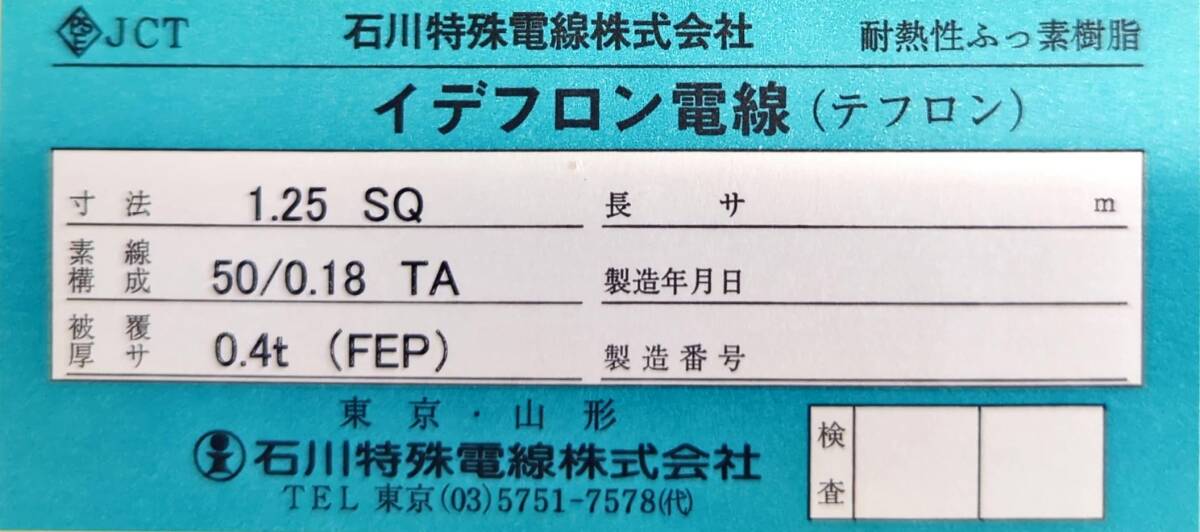 PSE JCT 石川特殊電線株式会社 耐熱性ふっ素樹脂
イデフロン電線(テフロン)
寸法 1.25 SQ 長サ m
素線構成 50/0.18 TA 製造年月日
被覆厚サ 0.4t (FEP) 製造番号
東京・山形
石川特殊電線株式会社
TEL 東京(03)5751-7578(代)
検査